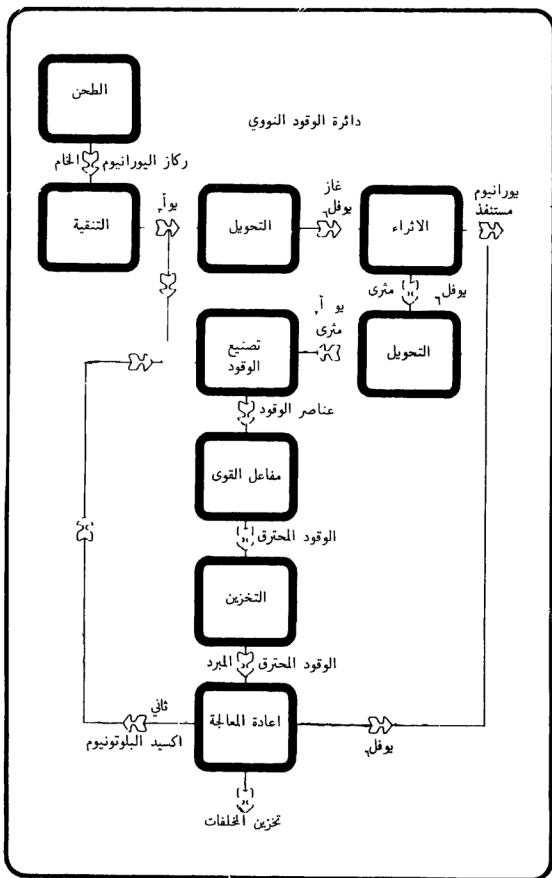 الطحن
دائرة الوقود النووي
ركاز اليورانيوم الخام
التنقية
يو أ٢
التحويل
غاز
يوفل٦
الاثراء
يورانيوم
مستنفذ
يوفل٦ مثرى
التحويل
يو أ٢
مثرى
تصنيع
الوقود
عناصر الوقود
مفاعل القوى
الوقود المحترق
التخزين
الوقود المحترق المبرد
اعادة المعالجة
ثاني
اكسيد البلوتونيوم
يوفل٦
تخزين المخلفات